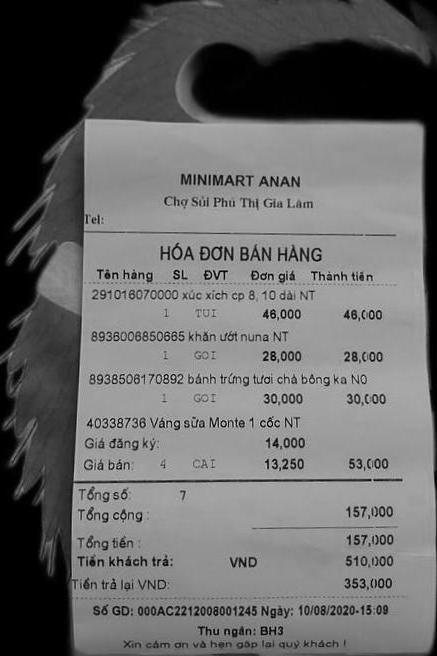 MINIMART ANAN
Chợ Sủi Phú Thị Gia Lâm
Tel:
HÓA ĐƠN BÁN HÀNG
Tên hàng SL ĐVT Đơn giá Thành tiền
291016070000 xúc xích cp 8, 10 dài NT
1 TUI 46,000 46,000
8936006850665 khăn ướt nuna NT
1 GOI 28,000 28,000
8938506170892 bánh trứng tươi chà bông ka N0
1 GOI 30,000 30,000
40338736 Váng sữa Monte 1 cốc NT
Giá đăng ký: 14,000
Giá bán: 4 CAI 13,250 53,000
Tổng số: 7
Tổng cộng : 157,000
Tổng tiền : 157,000
Tiền khách trả: VND 510,000
Tiền trả lại VND: 353,000
Số GD: 000AC2212008001245 Ngày: 10/08/2020-15:09
Thu ngân: BH3
Xin cảm ơn và hẹn gặp lại quý khách !